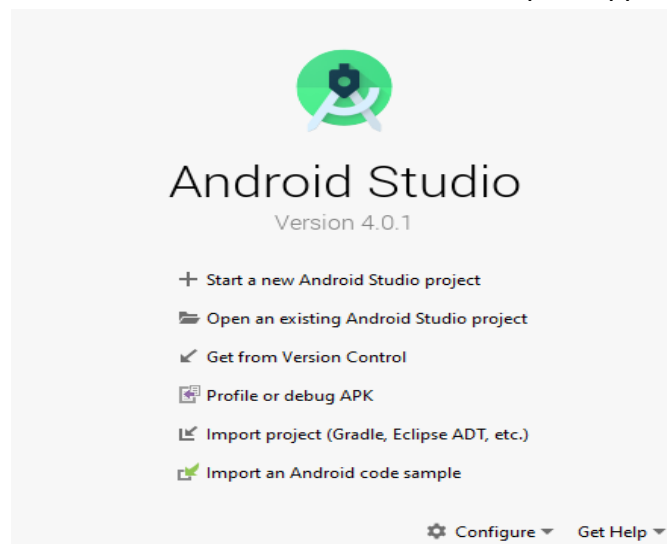 Android Studio
Version 4.0.1
Start a new Android Studio project
Open an existing Android Studio project
Get from Version Control
Profile or debug APK
Import project (Gradle, Eclipse ADT, etc.)
Import an Android code sample
Configure Get Help